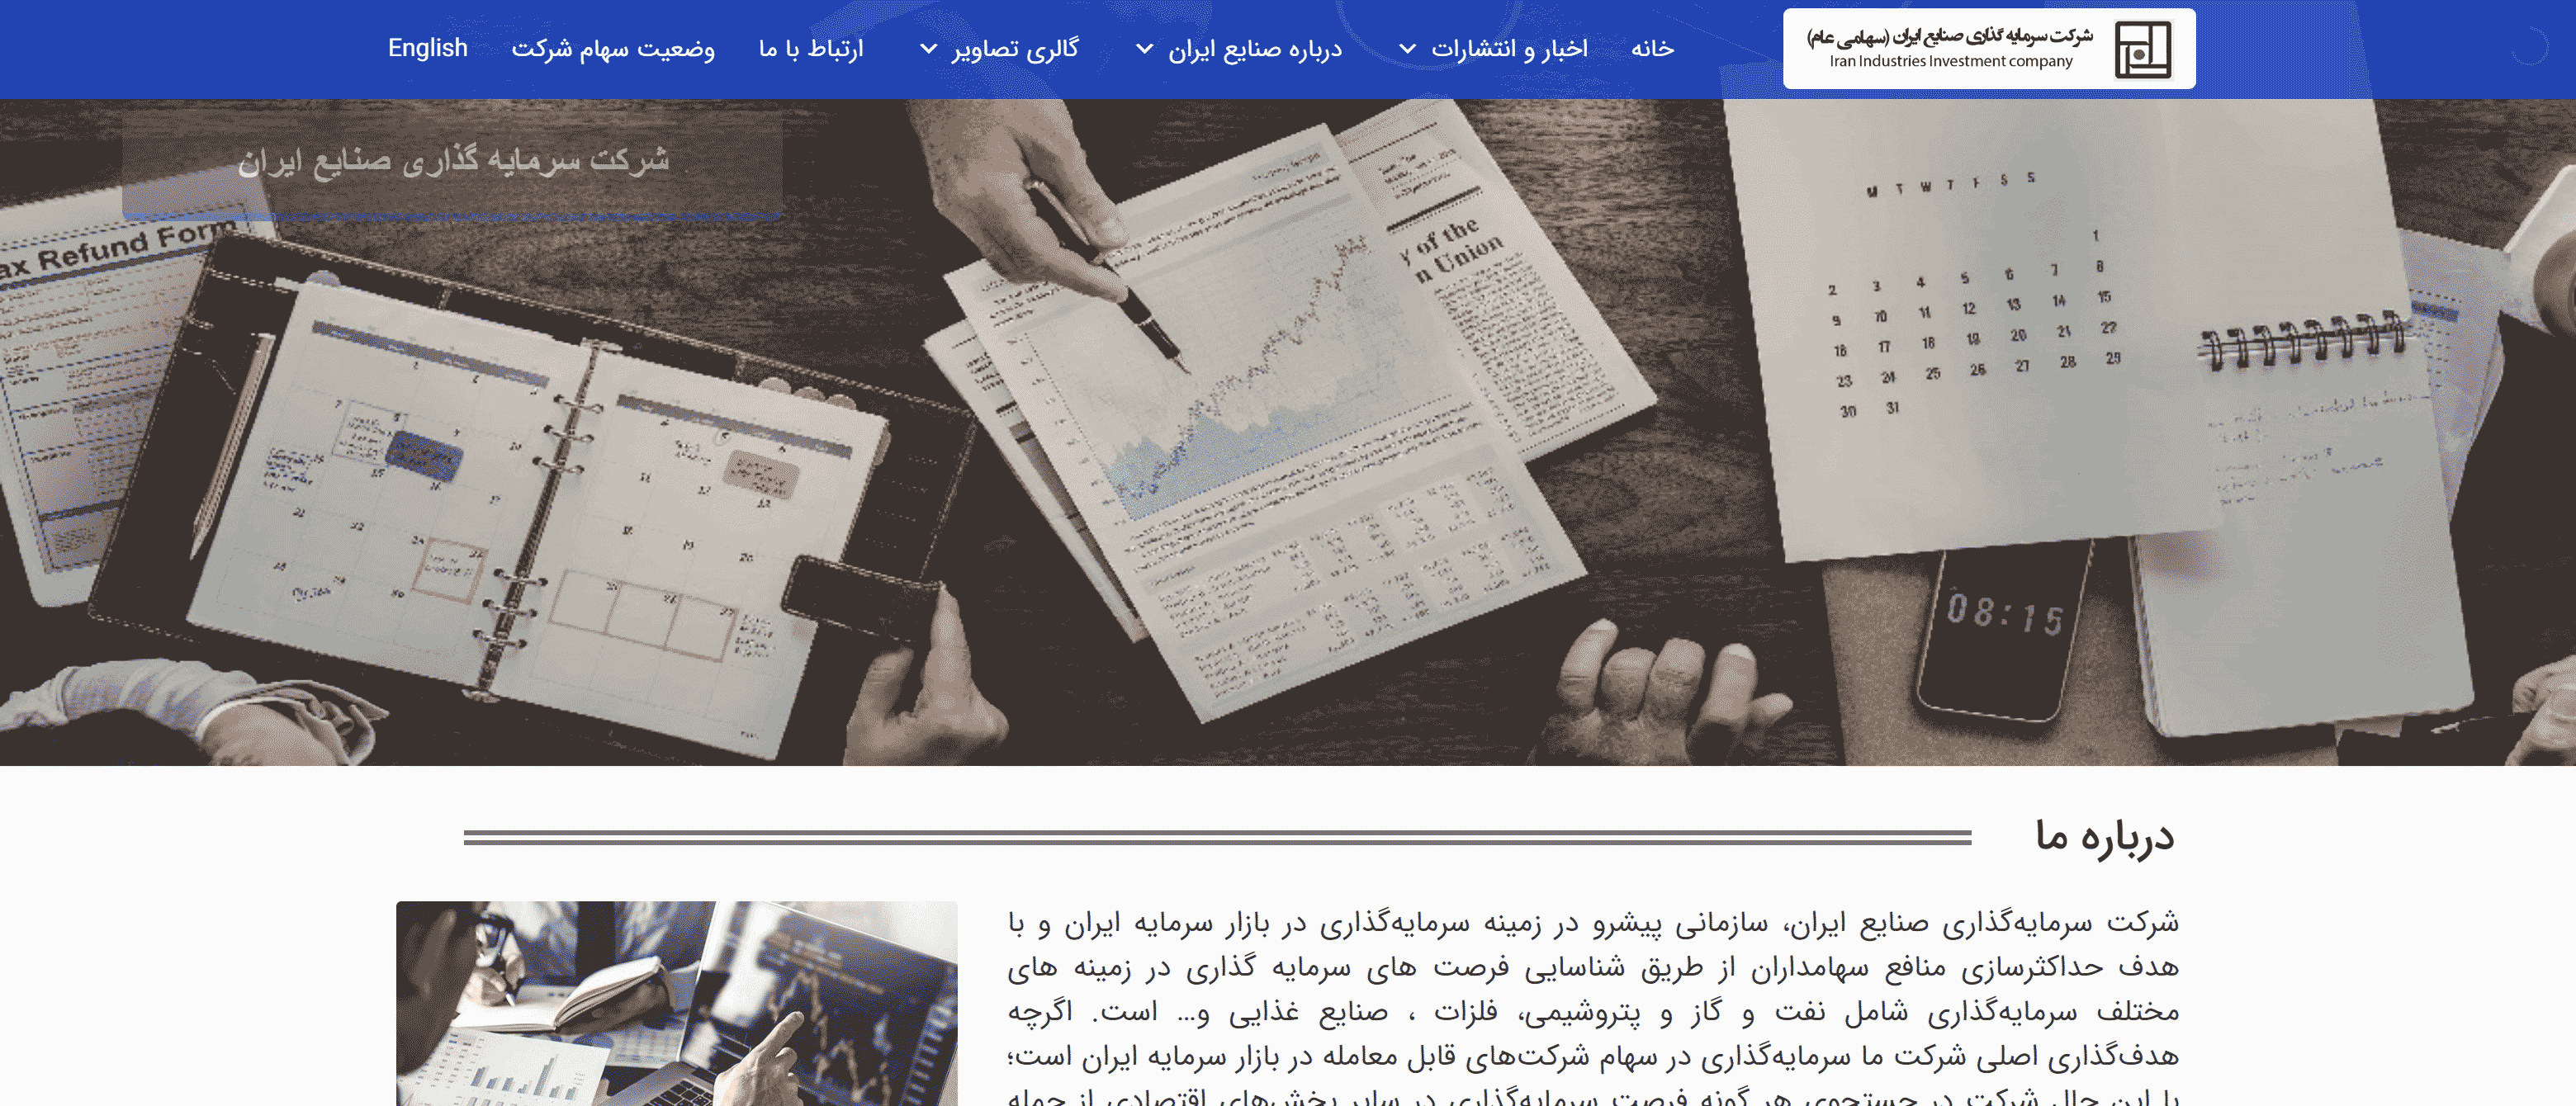 شرکت سرمایه گذاری صنایع ایران (سهامی عام)
Iran Industries Investment company
خانه
اخبار و انتشارات
درباره صنایع ایران
گالری تصاویر
ارتباط با ما
وضعیت سهام شرکت
English
شرکت سرمایه گذاری صنایع ایران
ax Refund Form
y of the
n Union
M T W T F S S
1
2 3 4 5 6 7 8
9 10 11 12 13 14 15
16 17 18 19 20 21 22
23 24 25 26 27 28 29
30 31
08:15
درباره ما
شرکت سرمایه‌گذاری صنایع ایران، سازمانی پیشرو در زمینه سرمایه‌گذاری در بازار سرمایه ایران و با
هدف حداکثرسازی منافع سهامداران از طریق شناسایی فرصت های سرمایه گذاری در زمینه های
مختلف سرمایه‌گذاری شامل نفت و گاز و پتروشیمی، فلزات ، صنایع غذایی و... است. اگرچه
هدف‌گذاری اصلی شرکت ما سرمایه‌گذاری در سهام شرکت‌های قابل معامله در بازار سرمایه ایران است؛
با این حال شرکت در جستجوی هر گونه فرصت سرمایه‌گذاری در سایر بخش‌های اقتصادی از جمله